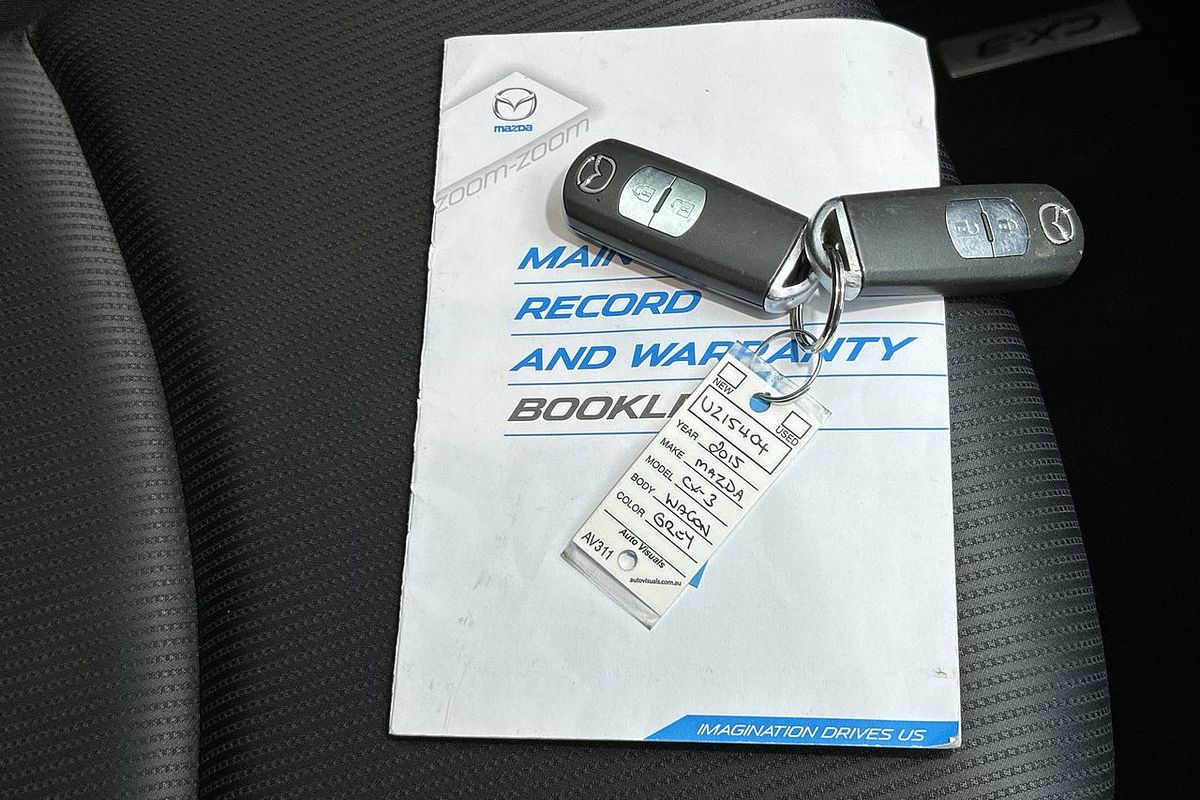 mazda
zoom-zoom
MAIN
RECORD
AND WARRANTY
BOOKL
NEW
USED
UZ15404
YEAR 2015
MAKE MAZDA
MODEL CX-3
BODY WAGON
COLOR GREY
Auto Visuals
AV311
autovisuals.com.au
IMAGINATION DRIVES US